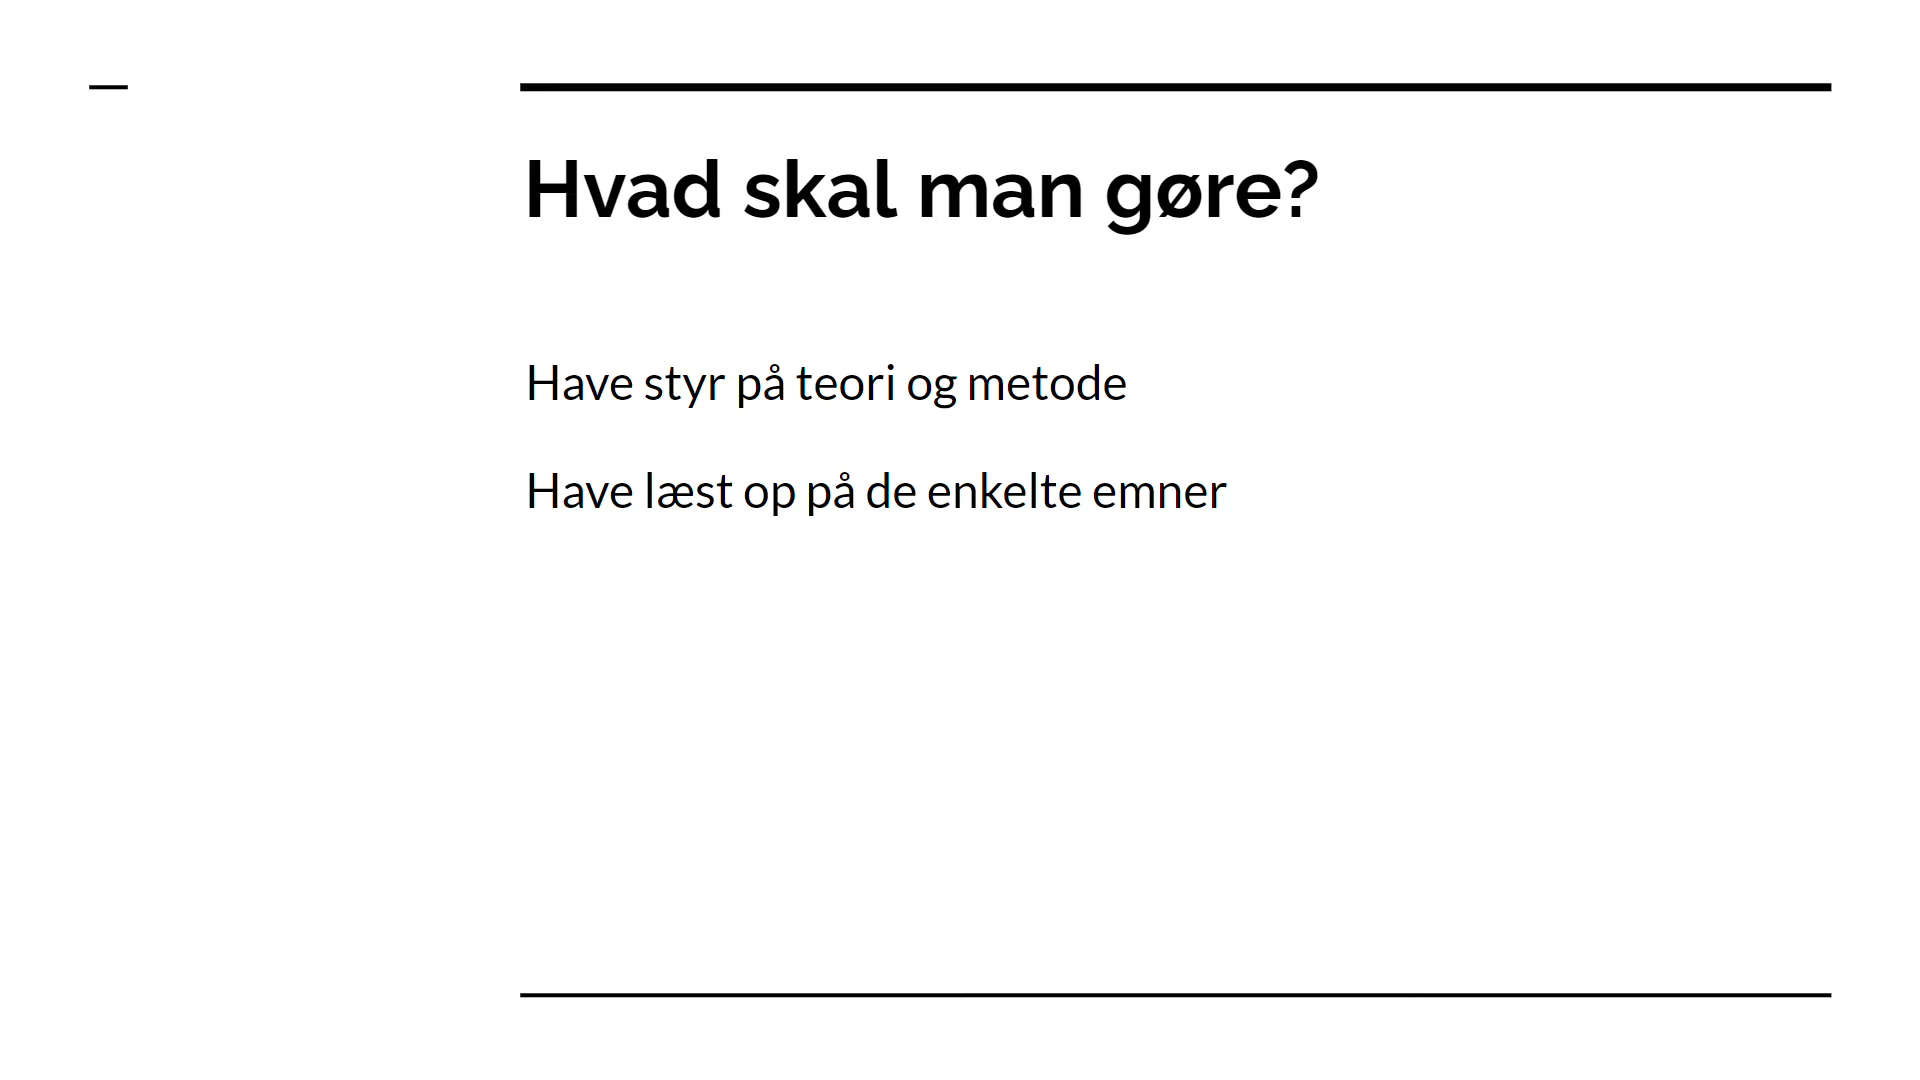 Hvad skal man gøre?
Have styr på teori og metode
Have læst op på de enkelte emner